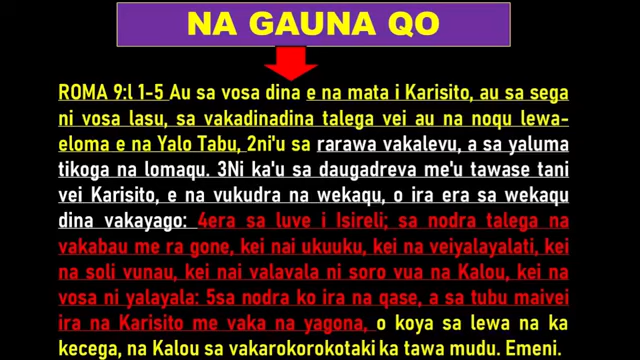 NA GAUNA QO
ROMA 9:l 1-5 Au sa vosa dina e na mata i Karisito, au sa sega
ni vosa lasu, sa vakadinadina talega vei au na noqu lewa-
eloma e na Yalo Tabu, 2ni'u sa rarawa vakalevu, a sa yaluma
tikoga na lomaqu. 3Ni ka'u sa daugadreva me'u tawase tani
vei Karisito, e na vukudra na wekaqu, o ira era sa wekaqu
dina vakayago: 4era sa luve i Isireli; sa nodra talega na
vakabau me ra gone, kei nai ukuuku, kei na veiyalayalati, kei
na soli vunau, kei nai valavala ni soro vua na Kalou, kei na
vosa ni yalayala: 5sa nodra ko ira na qase, a sa tubu maivei
ira na Karisito me vaka na yagona, o koya sa lewa na ka
kecega, na Kalou sa vakarokorokotaki ka tawa mudu. Emeni.